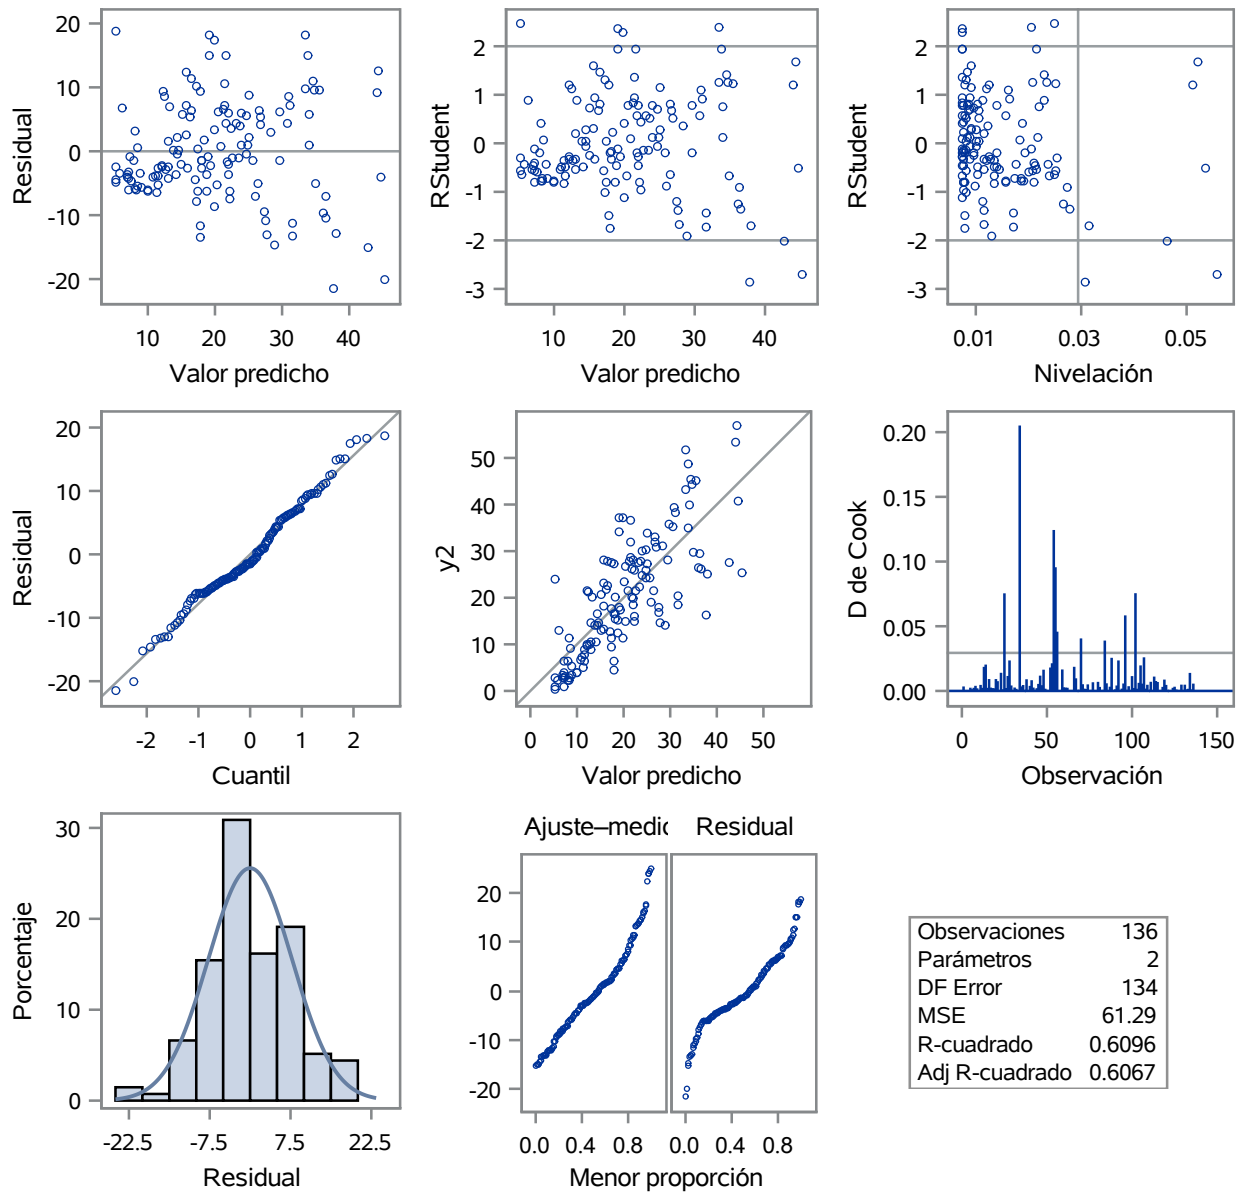 20
10
0
-10
-20
Residual
10 20 30 40
Valor predicho
2
1
0
-1
-2
-3
RStudent
10 20 30 40
Valor predicho
2
1
0
-1
-2
-3
RStudent
0.01 0.03 0.05
Nivelación
20
10
0
-10
-20
Residual
-2 -1 0 1 2
Cuantil
50
40
30
20
10
0
y2
0 10 20 30 40 50
Valor predicho
0.20
0.15
0.10
0.05
0.00
D de Cook
0 50 100 150
Observación
30
20
10
0
Porcentaje
-22.5 -7.5 7.5 22.5
Residual
Ajuste–medic Residual
20
10
0
-10
-20
0.0 0.4 0.8 0.0 0.4 0.8
Menor proporción
Observaciones 136
Parámetros 2
DF Error 134
MSE 61.29
R-cuadrado 0.6096
Adj R-cuadrado 0.6067